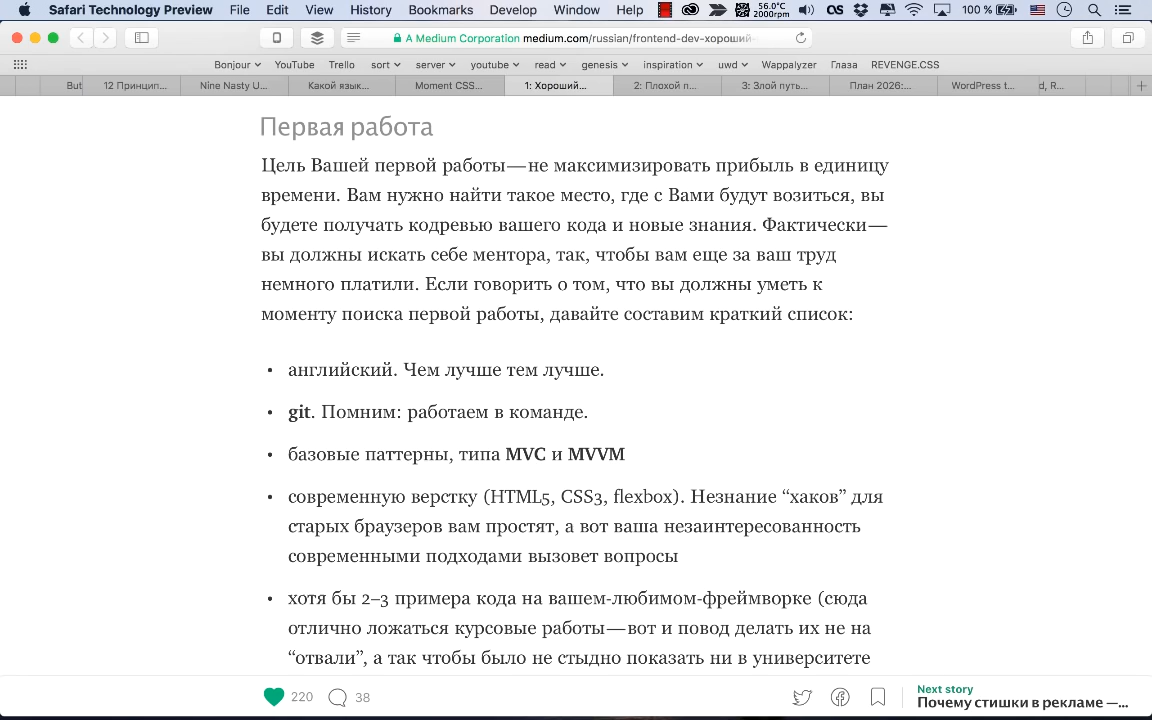 Safari Technology Preview File Edit View History Bookmarks Develop Window Help 56.0°C 2000rpm 100 %
A Medium Corporation medium.com/russian/frontend-dev-хороший-
Bonjour YouTube Trello sort server youtube read genesis inspiration uwd Wappalyzer Глаза REVENGE.CSS
But 12 Принцип... Nine Nasty U... Какой язык... Moment CSS... 1: Хороший... 2: Плохой п... 3: Злой путь... План 2026:... WordPress t... d, R...
Первая работа
Цель Вашей первой работы — не максимизировать прибыль в единицу
времени. Вам нужно найти такое место, где с Вами будут возиться, вы
будете получать кодревью вашего кода и новые знания. Фактически —
вы должны искать себе ментора, так, чтобы вам еще за ваш труд
немного платили. Если говорить о том, что вы должны уметь к
моменту поиска первой работы, давайте составим краткий список:
• английский. Чем лучше тем лучше.
• git. Помним: работаем в команде.
• базовые паттерны, типа MVC и MVVM
• современную верстку (HTML5, CSS3, flexbox). Незнание “хаков” для
старых браузеров вам простят, а вот ваша незаинтересованность
современными подходами вызовет вопросы
• хотя бы 2–3 примера кода на вашем-любимом-фреймворке (сюда
отлично ложаться курсовые работы — вот и повод делать их не на
“отвали”, а так чтобы было не стыдно показать ни в университете
220 38
Next story
Почему стишки в рекламе —...